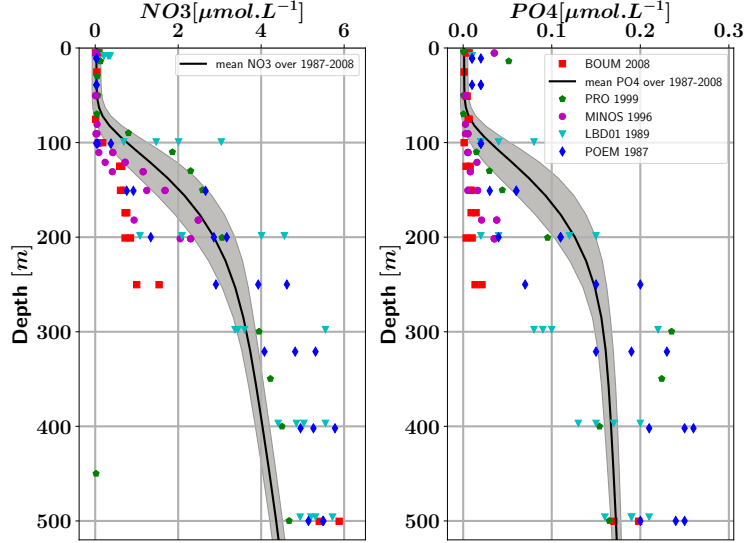 NO3[μmol.L⁻¹]
0 2 4 6
0
100
200
300
400
500
Depth [m]
mean NO3 over 1987-2008
PO4[μmol.L⁻¹]
0.0 0.1 0.2 0.3
0
100
200
300
400
500
Depth [m]
BOUM 2008
mean PO4 over 1987-2008
PRO 1999
MINOS 1996
LBD01 1989
POEM 1987